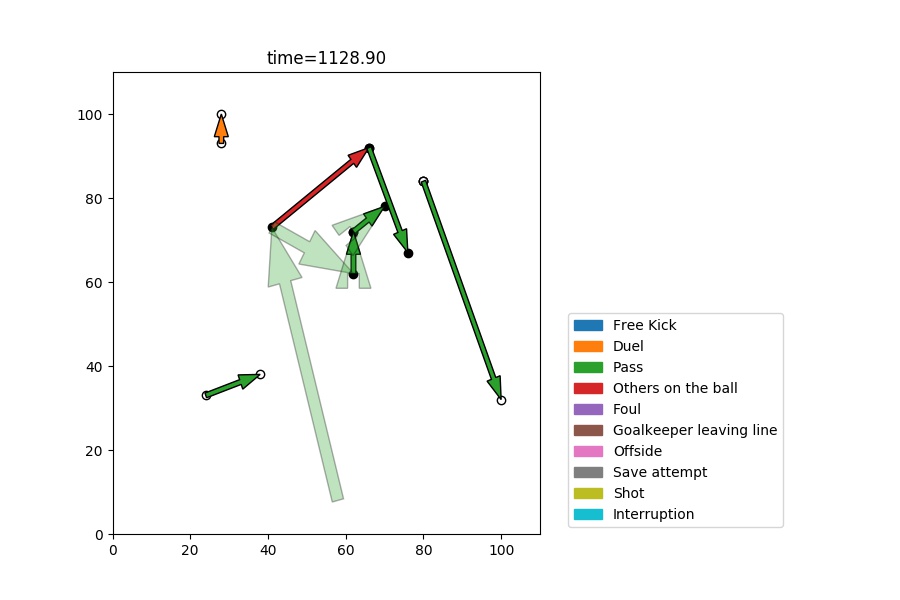 time=1128.90
100
80
60
40
20
0
0 20 40 60 80 100
Free Kick
Duel
Pass
Others on the ball
Foul
Goalkeeper leaving line
Offside
Save attempt
Shot
Interruption